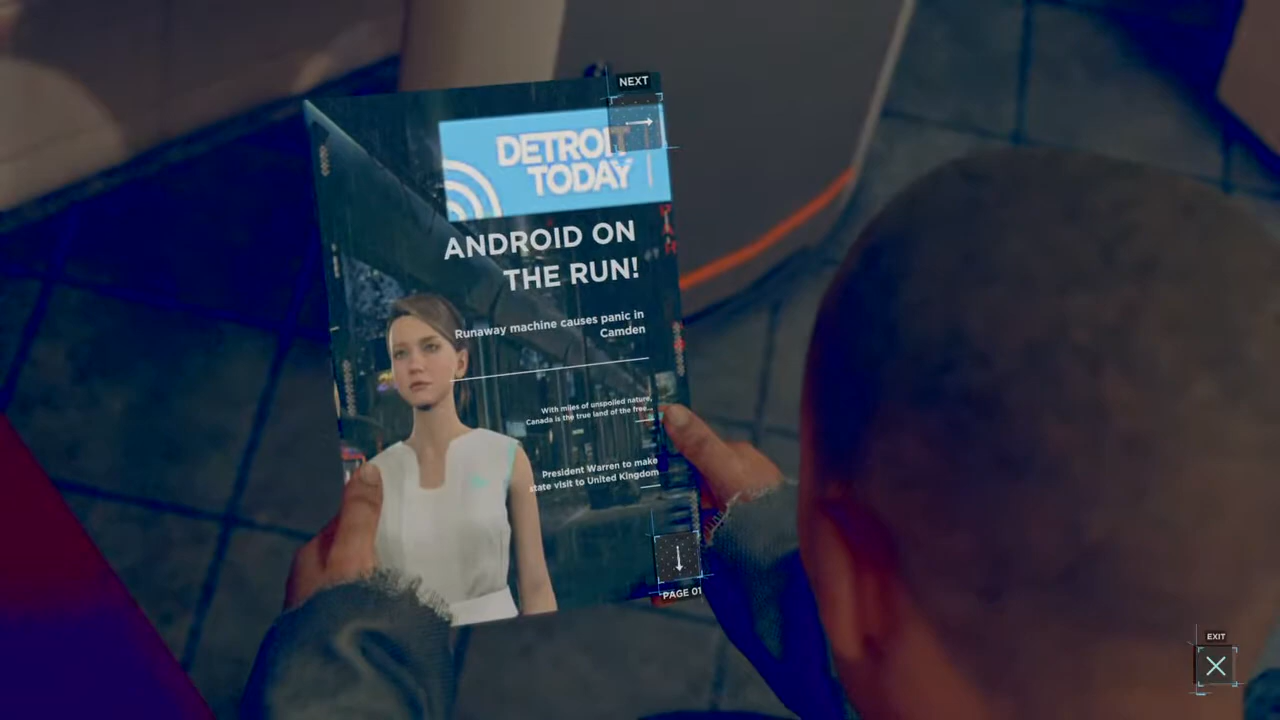 NEXT
DETROIT
TODAY
ANDROID ON
THE RUN!
Runaway machine causes panic in
Camden
With miles of unspoiled nature,
Canada is the true land of the free...
President Warren to make
state visit to United Kingdom
PAGE 01
EXIT